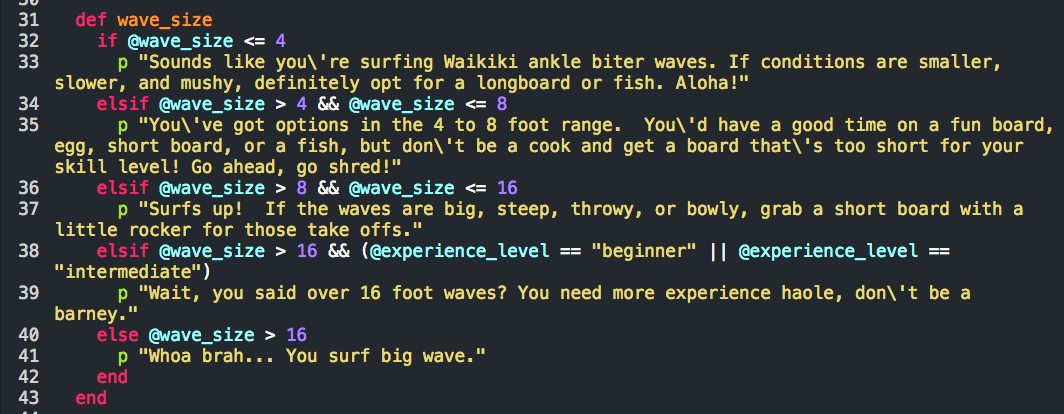 31 def wave_size
32 if @wave_size <= 4
33 p "Sounds like you\'re surfing Waikiki ankle biter waves. If conditions are smaller,
slower, and mushy, definitely opt for a longboard or fish. Aloha!"
34 elsif @wave_size > 4 && @wave_size <= 8
35 p "You\'ve got options in the 4 to 8 foot range.  You\'d have a good time on a fun board,
egg, short board, or a fish, but don\'t be a cook and get a board that\'s too short for your
skill level! Go ahead, go shred!"
36 elsif @wave_size > 8 && @wave_size <= 16
37 p "Surfs up!  If the waves are big, steep, throwy, or bowly, grab a short board with a
little rocker for those take offs."
38 elsif @wave_size > 16 && (@experience_level == "beginner" || @experience_level ==
"intermediate")
39 p "Wait, you said over 16 foot waves? You need more experience haole, don\'t be a
barney."
40 else @wave_size > 16
41 p "Whoa brah... You surf big wave."
42 end
43 end